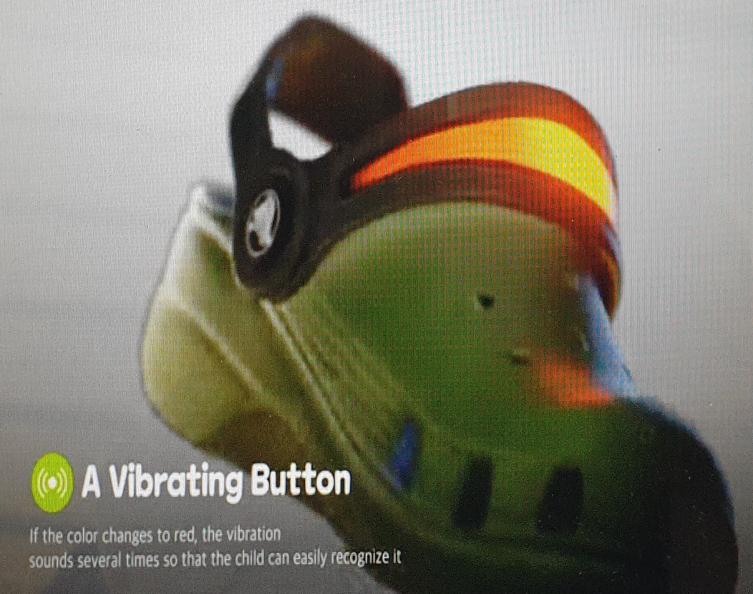 A Vibrating Button
If the color changes to red, the vibration
sounds several times so that the child can easily recognize it